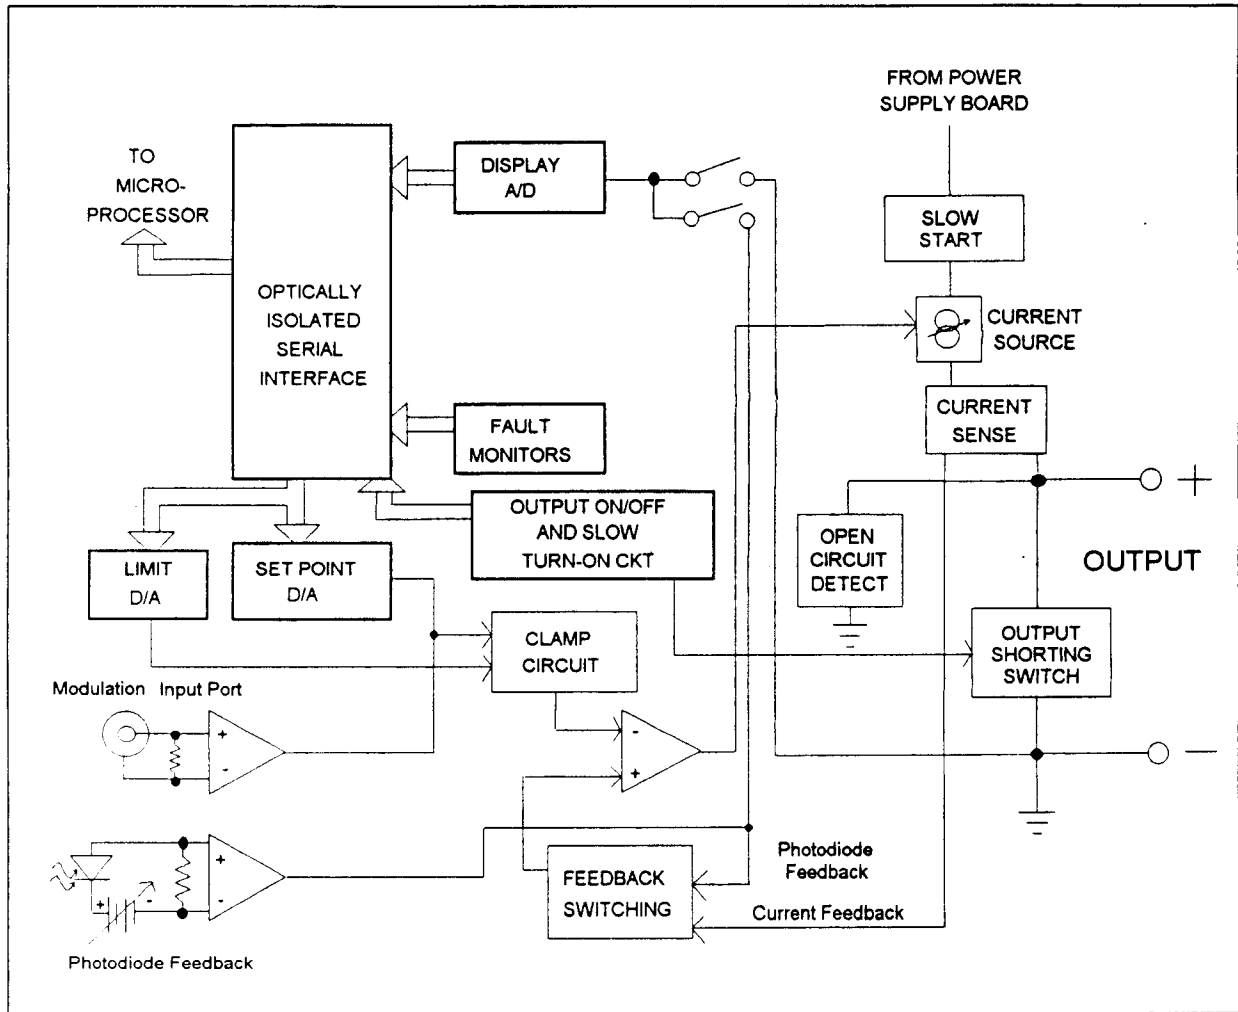 FROM POWER
SUPPLY BOARD
TO
MICRO-
PROCESSOR
DISPLAY
A/D
SLOW
START
OPTICALLY
ISOLATED
SERIAL
INTERFACE
CURRENT
SOURCE
CURRENT
SENSE
FAULT
MONITORS
+
OUTPUT ON/OFF
AND SLOW
TURN-ON CKT
OPEN
CIRCUIT
DETECT
OUTPUT
LIMIT
D/A
SET POINT
D/A
CLAMP
CIRCUIT
OUTPUT
SHORTING
SWITCH
Modulation Input Port
+
-
-
+
—
Photodiode
Feedback
+
-
FEEDBACK
SWITCHING
Current Feedback
+ -
Photodiode Feedback